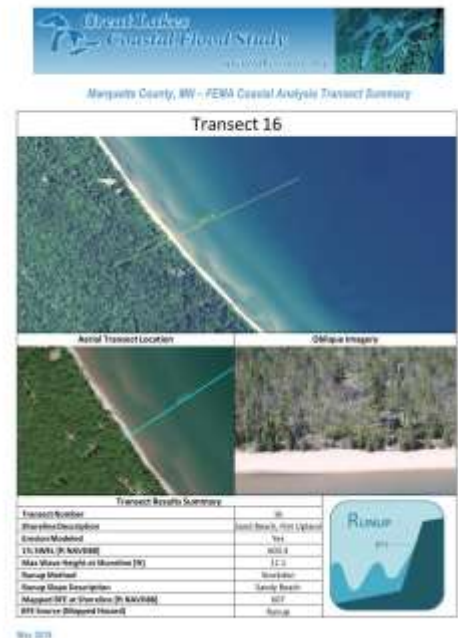 Great Lakes
Coastal Flood Study
Marquette County, MN – FEMA Coastal Analysis Transect Summary
Transect 16
Aerial Transect Location
Oblique Imagery
Transect Results Summary
Transect Number 16
Shoreline Description Sand Beach,
Erosion Modeled Yes
1% SWEL [ft NAVD88]
Max Wave Height at Shoreline [ft]
Runup Method
Runup Slope Description Sandy Beach
Mapped BFE at Shoreline [ft NAVD88] 607
BFE Source (Mapped Hazard) Runup
RUNUP